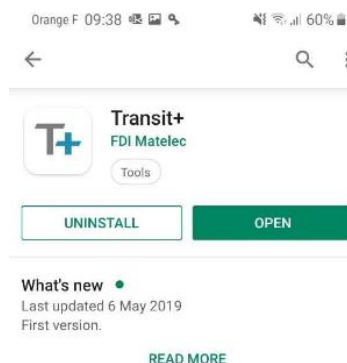 Orange F 09:38 60%
T+
Transit+
FDI Matelec
Tools
UNINSTALL OPEN
What's new
Last updated 6 May 2019
First version.
READ MORE